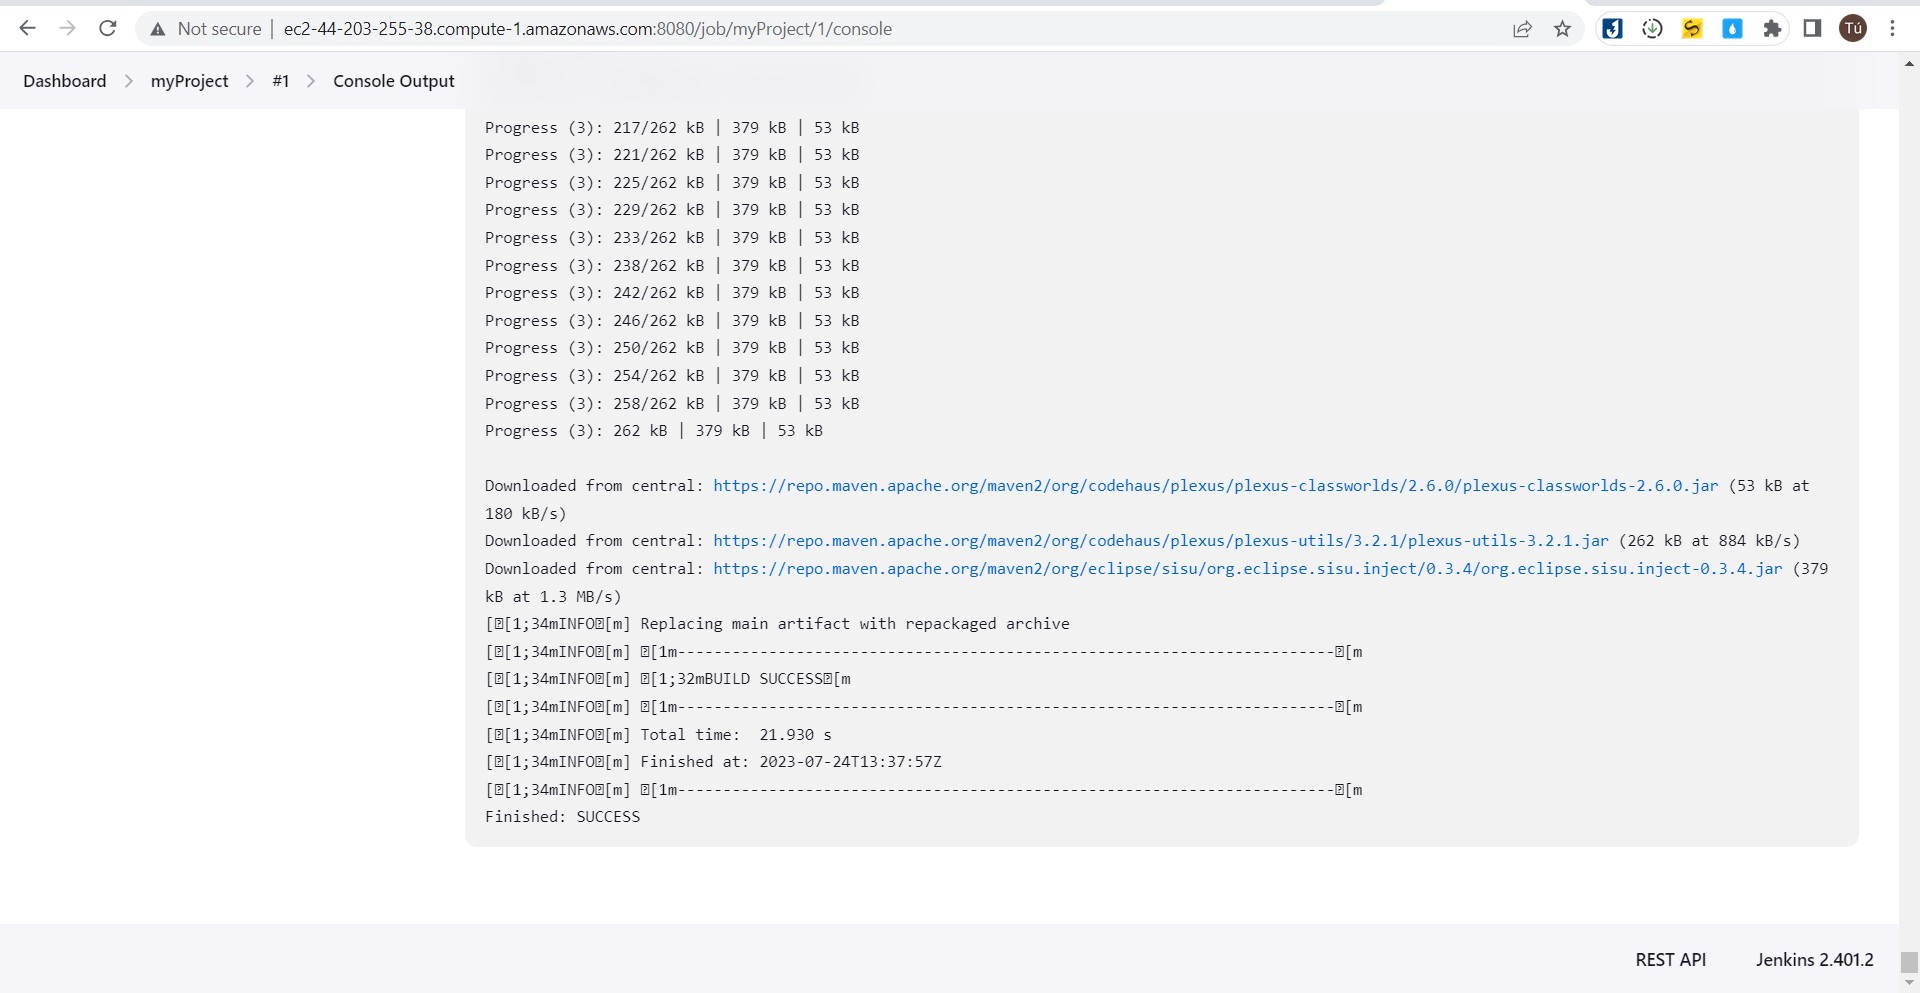 Not secure | ec2-44-203-255-38.compute-1.amazonaws.com:8080/job/myProject/1/console
Tú
Dashboard > myProject > #1 > Console Output
Progress (3): 217/262 kB | 379 kB | 53 kB
Progress (3): 221/262 kB | 379 kB | 53 kB
Progress (3): 225/262 kB | 379 kB | 53 kB
Progress (3): 229/262 kB | 379 kB | 53 kB
Progress (3): 233/262 kB | 379 kB | 53 kB
Progress (3): 238/262 kB | 379 kB | 53 kB
Progress (3): 242/262 kB | 379 kB | 53 kB
Progress (3): 246/262 kB | 379 kB | 53 kB
Progress (3): 250/262 kB | 379 kB | 53 kB
Progress (3): 254/262 kB | 379 kB | 53 kB
Progress (3): 258/262 kB | 379 kB | 53 kB
Progress (3): 262 kB | 379 kB | 53 kB
Downloaded from central: https://repo.maven.apache.org/maven2/org/codehaus/plexus/plexus-classworlds/2.6.0/plexus-classworlds-2.6.0.jar (53 kB at
180 kB/s)
Downloaded from central: https://repo.maven.apache.org/maven2/org/codehaus/plexus/plexus-utils/3.2.1/plexus-utils-3.2.1.jar (262 kB at 884 kB/s)
Downloaded from central: https://repo.maven.apache.org/maven2/org/eclipse/sisu/org.eclipse.sisu.inject/0.3.4/org.eclipse.sisu.inject-0.3.4.jar (379
kB at 1.3 MB/s)
[⍰[1;34mINFO⍰[m] Replacing main artifact with repackaged archive
[⍰[1;34mINFO⍰[m] ⍰[1m------------------------------------------------------------------------⍰[m
[⍰[1;34mINFO⍰[m] ⍰[1;32mBUILD SUCCESS⍰[m
[⍰[1;34mINFO⍰[m] ⍰[1m------------------------------------------------------------------------⍰[m
[⍰[1;34mINFO⍰[m] Total time:  21.930 s
[⍰[1;34mINFO⍰[m] Finished at: 2023-07-24T13:37:57Z
[⍰[1;34mINFO⍰[m] ⍰[1m------------------------------------------------------------------------⍰[m
Finished: SUCCESS
REST API Jenkins 2.401.2